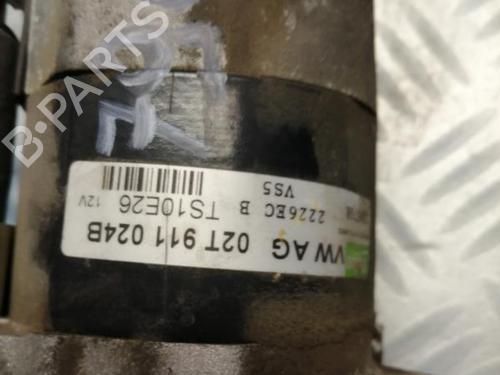 B-PARTS
VW AG 02T 911 024B
2226EC B TS10E26 12V
VS5